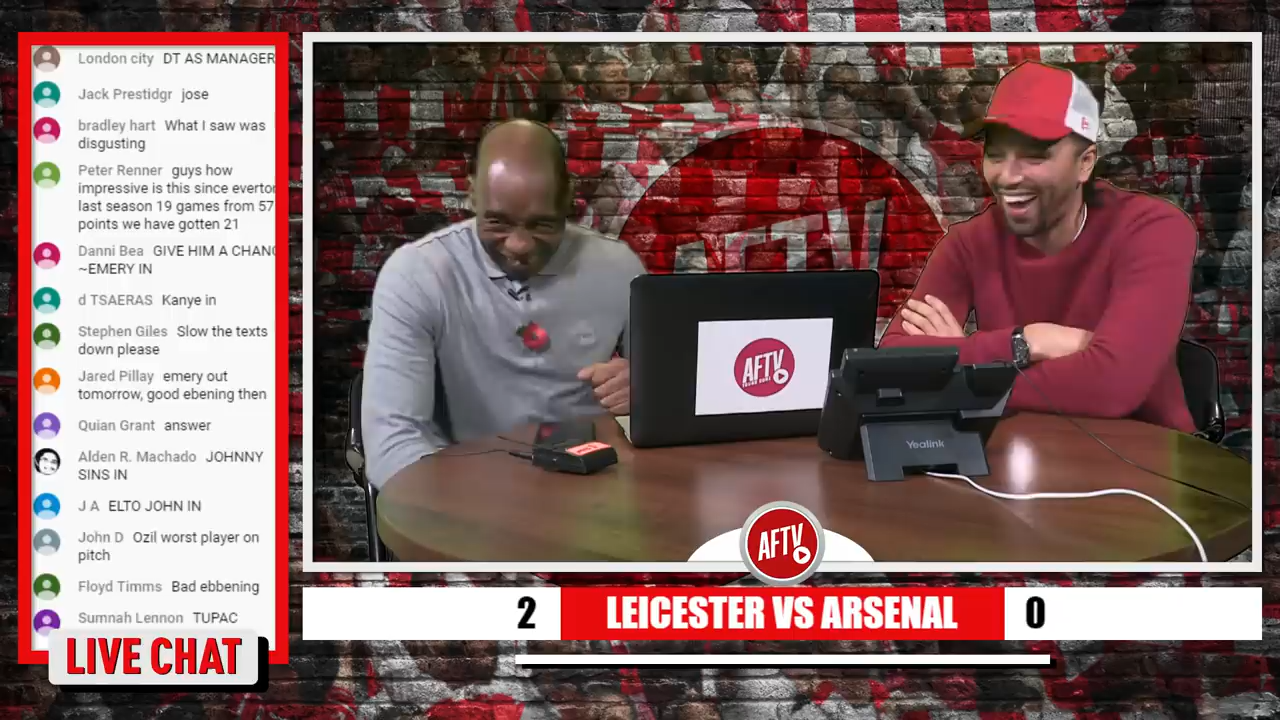 London city DT AS MANAGER
Jack Prestidgr jose
bradley hart What I saw was
disgusting
Peter Renner guys how
impressive is this since everton
last season 19 games from 57
points we have gotten 21
Danni Bea GIVE HIM A CHANC
~EMERY IN
d TSAERAS Kanye in
Stephen Giles Slow the texts
down please
Jared Pillay emery out
tomorrow, good ebening then
Quian Grant answer
Alden R. Machado JOHNNY
SINS IN
J A ELTO JOHN IN
John D Ozil worst player on
pitch
Floyd Timms Bad ebbening
Sumnah Lennon TUPAC
LIVE CHAT
AFTV
AFTV
Yealink
AFTV
2 LEICESTER VS ARSENAL 0